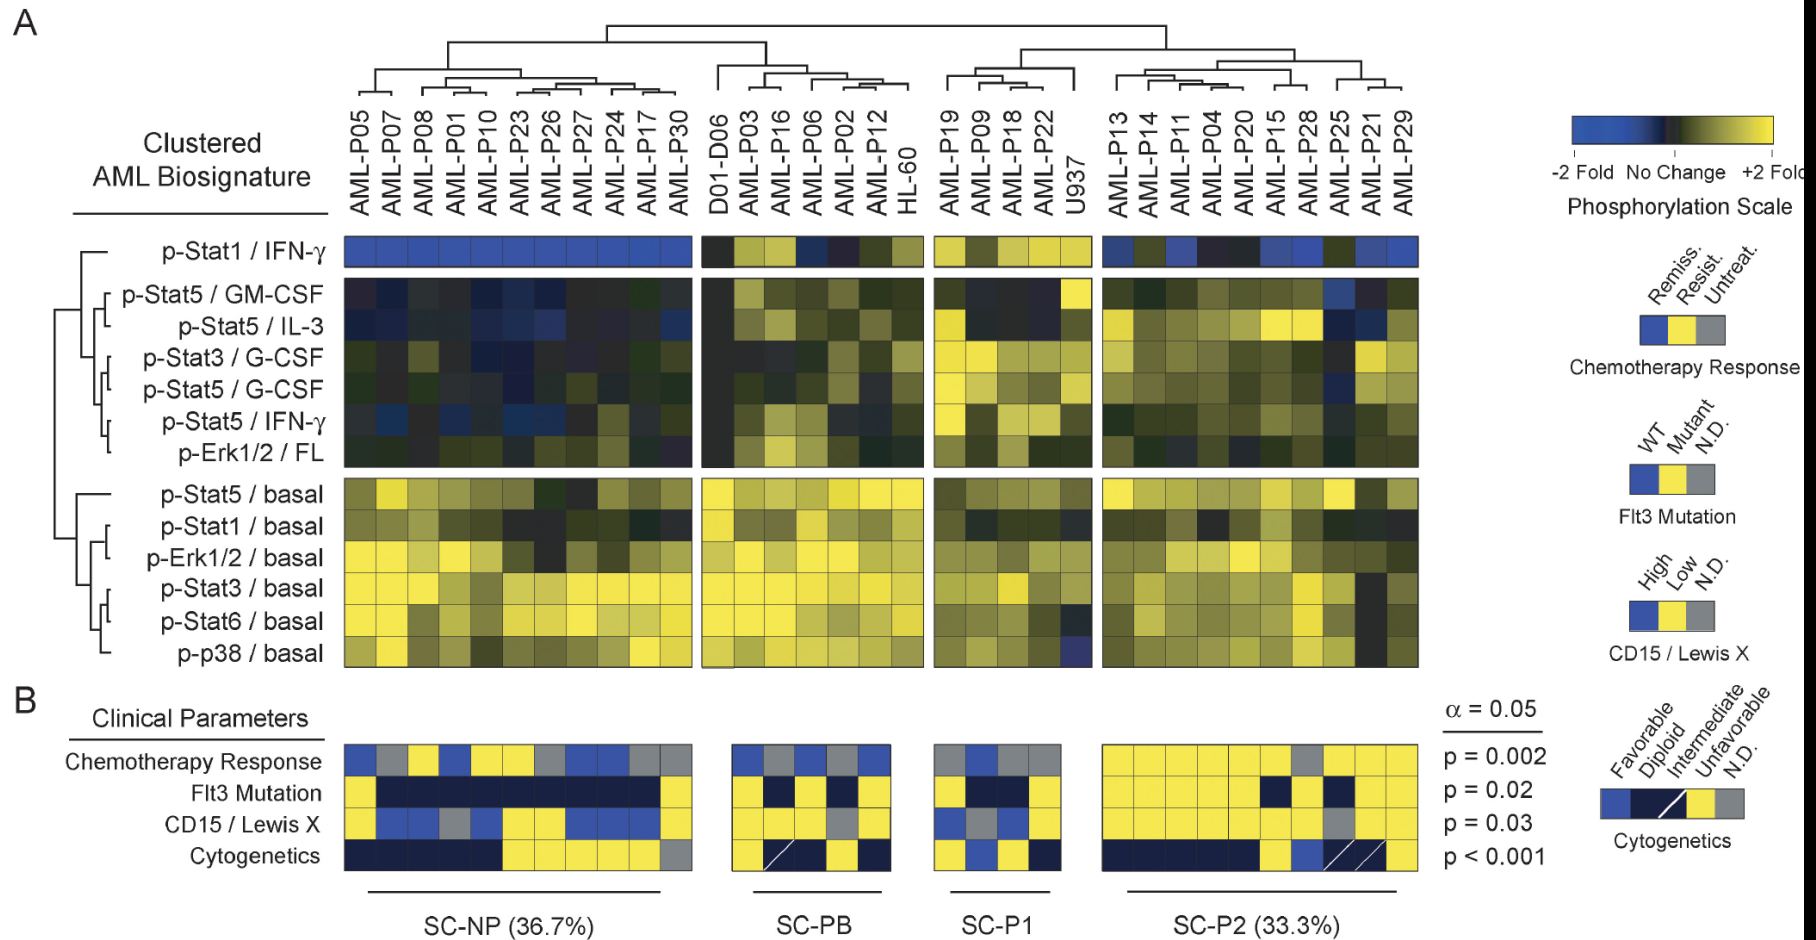 A
AML-P05 AML-P07 AML-P08 AML-P01 AML-P10 AML-P23 AML-P26 AML-P27 AML-P24 AML-P17 AML-P30 D01-D06 AML-P03 AML-P16 AML-P06 AML-P02 AML-P12 HL-60 AML-P19 AML-P09 AML-P18 AML-P22 U937 AML-P13 AML-P14 AML-P11 AML-P04 AML-P20 AML-P15 AML-P28 AML-P25 AML-P21 AML-P29
Clustered
AML Biosignature
p-Stat1 / IFN-γ
p-Stat5 / GM-CSF
p-Stat5 / IL-3
p-Stat3 / G-CSF
p-Stat5 / G-CSF
p-Stat5 / IFN-γ
p-Erk1/2 / FL
p-Stat5 / basal
p-Stat1 / basal
p-Erk1/2 / basal
p-Stat3 / basal
p-Stat6 / basal
p-p38 / basal
-2 Fold No Change +2 Fold
Phosphorylation Scale
Remiss. Resist. Untreat.
Chemotherapy Response
WT Mutant N.D.
Flt3 Mutation
High Low N.D.
CD15 / Lewis X
Favorable Diploid Intermediate Unfavorable N.D.
Cytogenetics
B
Clinical Parameters
α = 0.05
Chemotherapy Response p = 0.002
Flt3 Mutation p = 0.02
CD15 / Lewis X p = 0.03
Cytogenetics p < 0.001
SC-NP (36.7%) SC-PB SC-P1 SC-P2 (33.3%)